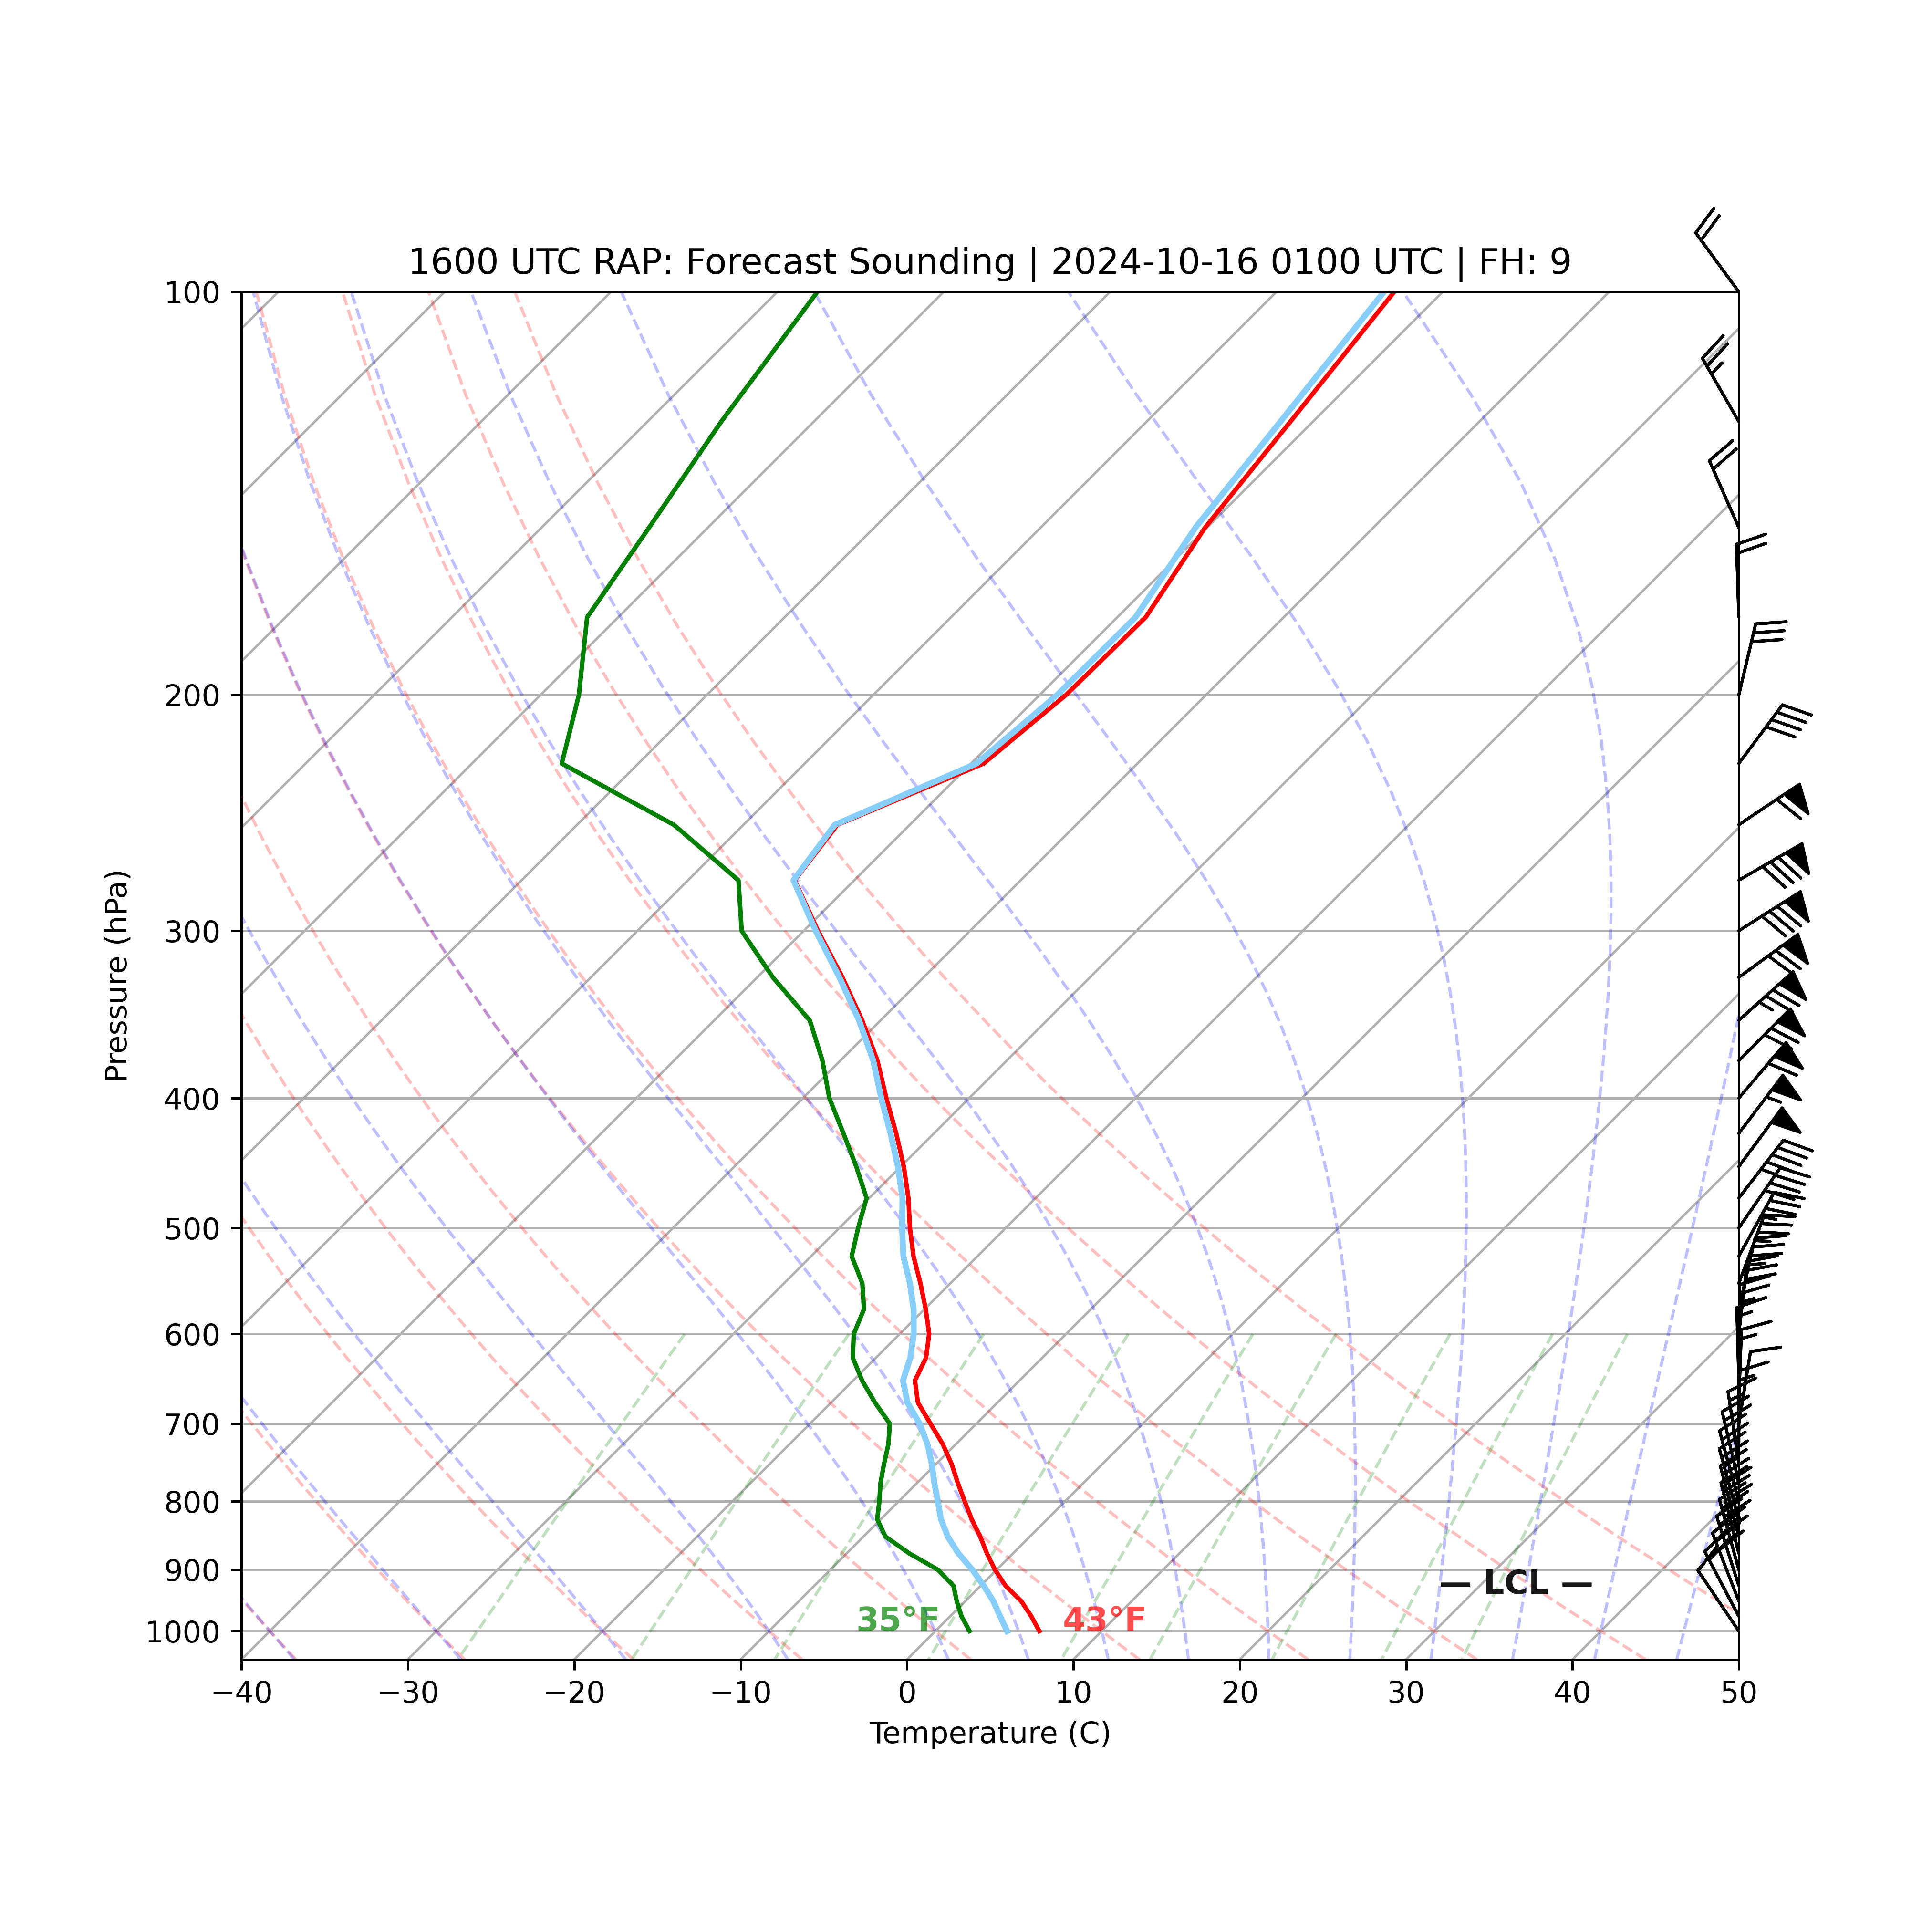 1600 UTC RAP: Forecast Sounding | 2024-10-16 0100 UTC | FH: 9
100
200
300
400
500
600
700
800
900
1000
Pressure (hPa)
— LCL —
35°F
43°F
−40 −30 −20 −10 0 10 20 30 40 50
Temperature (C)